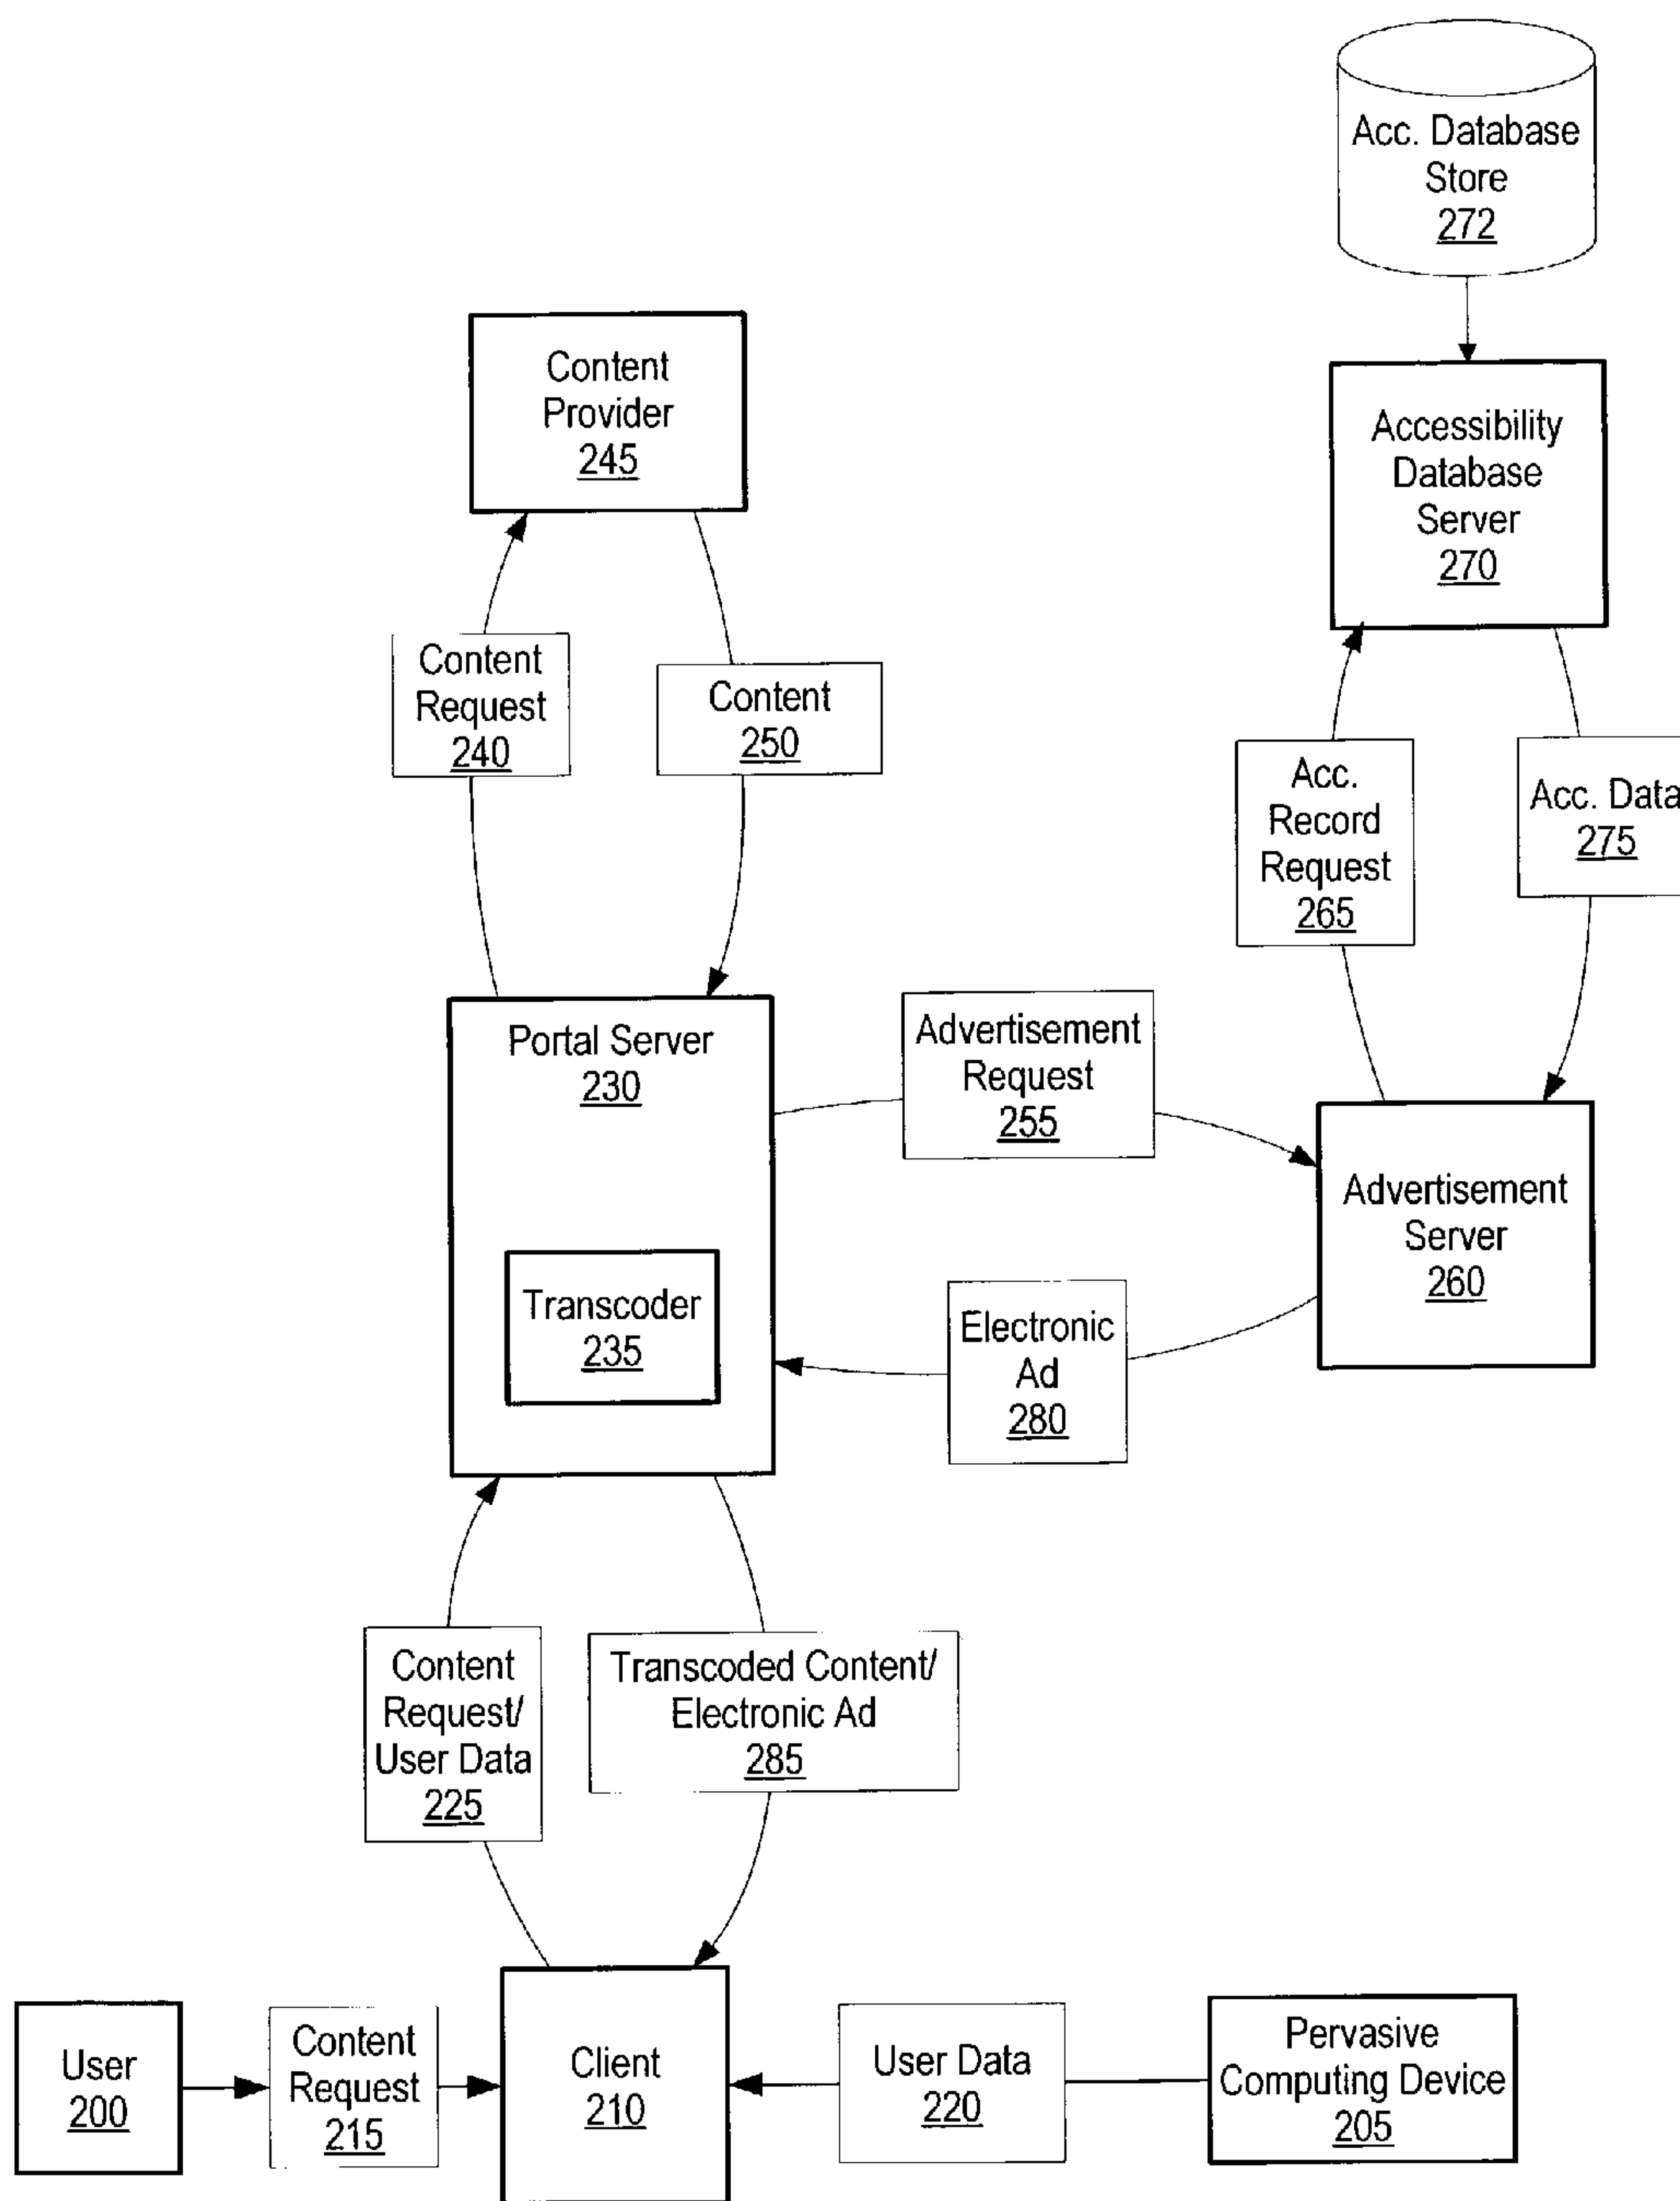 Acc. Database
Store
272
Content
Provider
245
Accessibility
Database
Server
270
Content
Request
240
Content
250
Acc.
Record
Request
265
Acc. Data
275
Portal Server
230
Advertisement
Request
255
Advertisement
Server
260
Transcoder
235
Electronic
Ad
280
Content
Request/
User Data
225
Transcoded Content/
Electronic Ad
285
User
200
Content
Request
215
Client
210
User Data
220
Pervasive
Computing Device
205